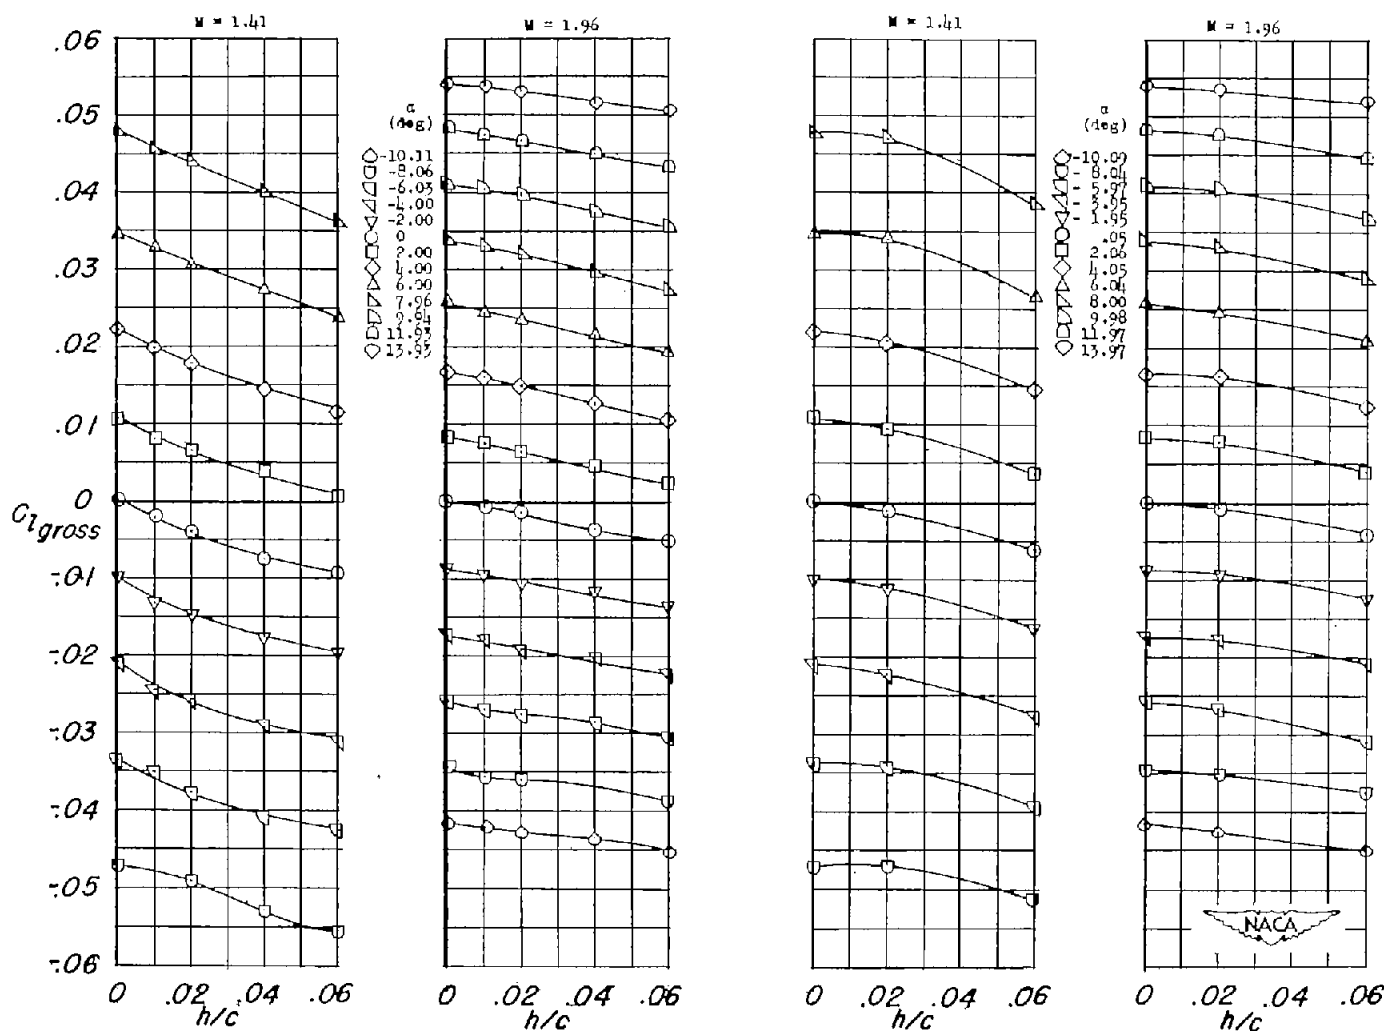 M = 1.41
M = 1.96
M = 1.41
M = 1.96
.06
.05
.04
.03
.02
.01
0
C l gross
-.01
-.02
-.03
-.04
-.05
-.06
α
(deg)
-10.11
-8.06
-6.03
-4.00
-2.00
0
2.00
4.00
6.00
7.96
9.94
11.93
13.93
α
(deg)
-10.00
- 8.04
- 5.97
- 3.95
- 1.95
.05
2.06
4.05
6.04
8.00
9.98
11.97
13.97
NACA
0 .02 .04 .06
h/c
0 .02 .04 .06
h/c
0 .02 .04 .06
h/c
0 .02 .04 .06
h/c